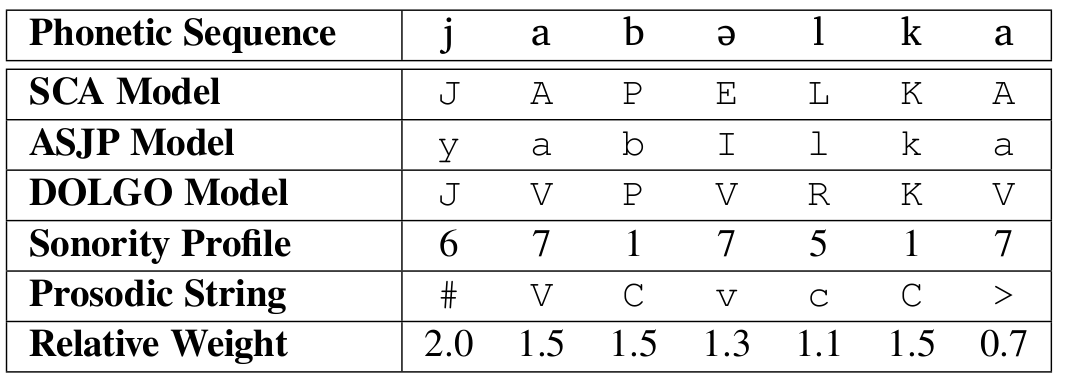 Phonetic Sequence j a b ə l k a
SCA Model J A P E L K A
ASJP Model y a b I l k a
DOLGO Model J V P V R K V
Sonority Profile 6 7 1 7 5 1 7
Prosodic String # V C v c C >
Relative Weight 2.0 1.5 1.5 1.3 1.1 1.5 0.7